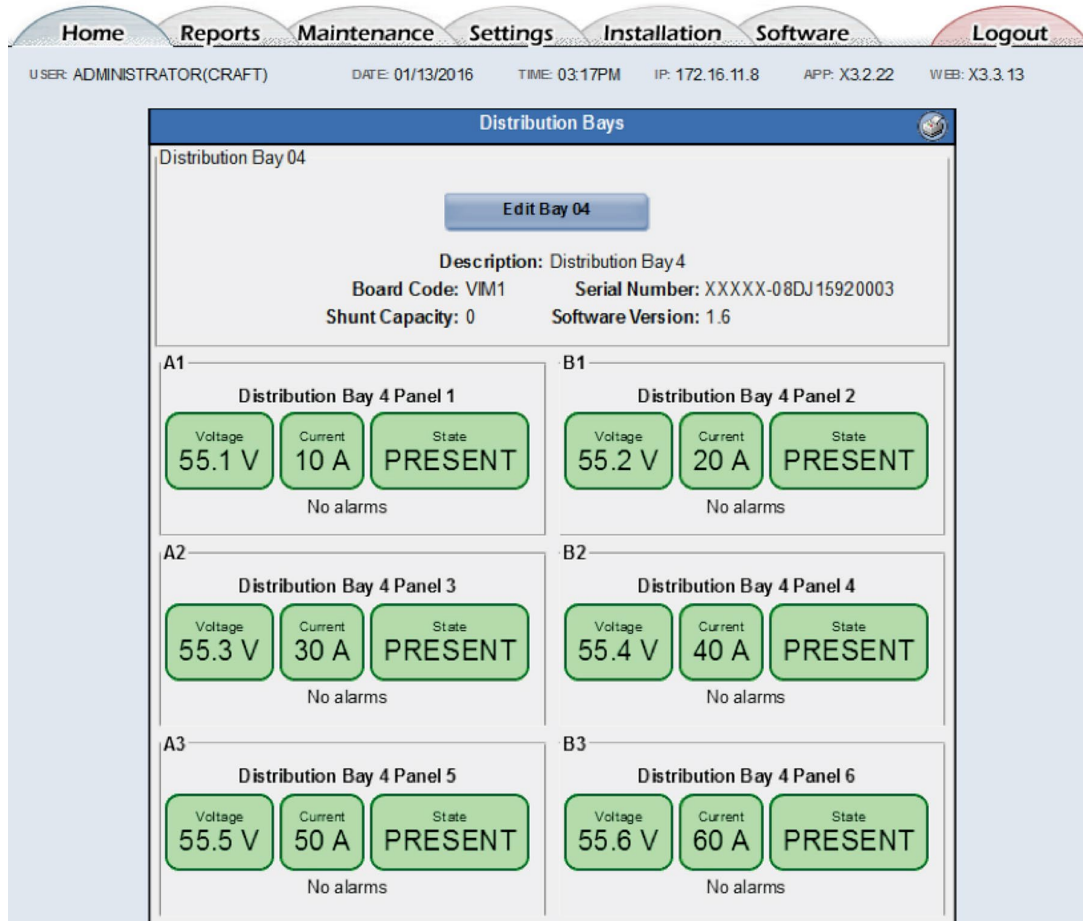 Home Reports Maintenance Settings Installation Software Logout
USER: ADMINISTRATOR(CRAFT) DATE: 01/13/2016 TIME: 03:17PM IP: 172.16.11.8 APP: X3.2.22 WEB: X3.3.13
Distribution Bays
Distribution Bay 04
Edit Bay 04
Description: Distribution Bay 4
Board Code: VIM1 Serial Number: XXXXX-08DJ15920003
Shunt Capacity: 0 Software Version: 1.6
A1
Distribution Bay 4 Panel 1
Voltage Current State
55.1 V 10 A PRESENT
No alarms
B1
Distribution Bay 4 Panel 2
Voltage Current State
55.2 V 20 A PRESENT
No alarms
A2
Distribution Bay 4 Panel 3
Voltage Current State
55.3 V 30 A PRESENT
No alarms
B2
Distribution Bay 4 Panel 4
Voltage Current State
55.4 V 40 A PRESENT
No alarms
A3
Distribution Bay 4 Panel 5
Voltage Current State
55.5 V 50 A PRESENT
No alarms
B3
Distribution Bay 4 Panel 6
Voltage Current State
55.6 V 60 A PRESENT
No alarms